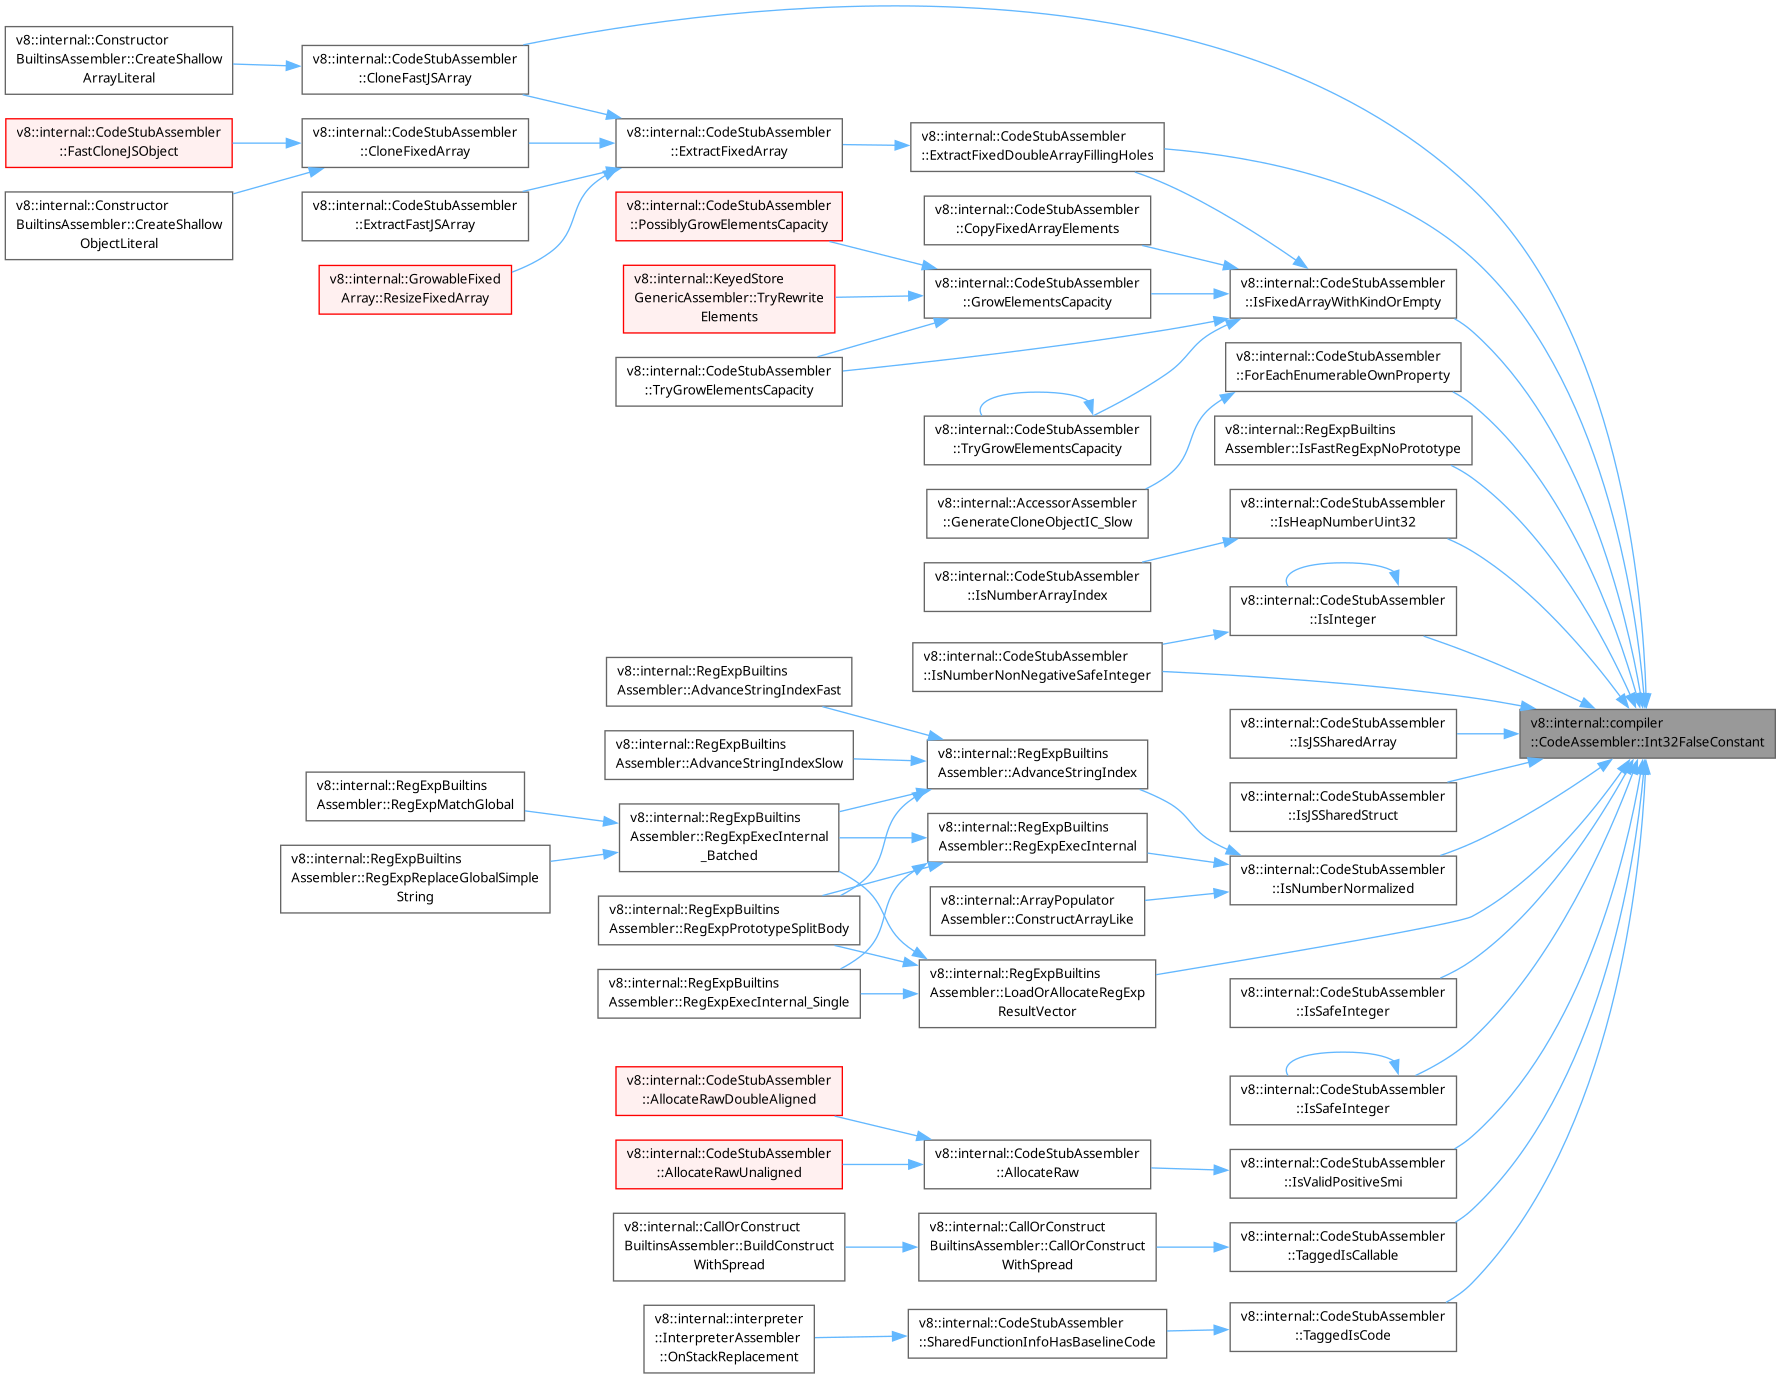 v8::internal::Constructor
BuiltinsAssembler::CreateShallow
ArrayLiteral
v8::internal::CodeStubAssembler
::FastCloneJSObject
v8::internal::Constructor
BuiltinsAssembler::CreateShallow
ObjectLiteral
v8::internal::CodeStubAssembler
::CloneFastJSArray
v8::internal::CodeStubAssembler
::CloneFixedArray
v8::internal::CodeStubAssembler
::ExtractFastJSArray
v8::internal::GrowableFixed
Array::ResizeFixedArray
v8::internal::RegExpBuiltins
Assembler::RegExpMatchGlobal
v8::internal::RegExpBuiltins
Assembler::RegExpReplaceGlobalSimple
String
v8::internal::CodeStubAssembler
::ExtractFixedArray
v8::internal::CodeStubAssembler
::PossiblyGrowElementsCapacity
v8::internal::KeyedStore
GenericAssembler::TryRewrite
Elements
v8::internal::CodeStubAssembler
::TryGrowElementsCapacity
v8::internal::RegExpBuiltins
Assembler::AdvanceStringIndexFast
v8::internal::RegExpBuiltins
Assembler::AdvanceStringIndexSlow
v8::internal::RegExpBuiltins
Assembler::RegExpExecInternal
_Batched
v8::internal::RegExpBuiltins
Assembler::RegExpPrototypeSplitBody
v8::internal::RegExpBuiltins
Assembler::RegExpExecInternal_Single
v8::internal::CodeStubAssembler
::AllocateRawDoubleAligned
v8::internal::CodeStubAssembler
::AllocateRawUnaligned
v8::internal::CallOrConstruct
BuiltinsAssembler::BuildConstruct
WithSpread
v8::internal::interpreter
::InterpreterAssembler
::OnStackReplacement
v8::internal::CodeStubAssembler
::ExtractFixedDoubleArrayFillingHoles
v8::internal::CodeStubAssembler
::CopyFixedArrayElements
v8::internal::CodeStubAssembler
::GrowElementsCapacity
v8::internal::CodeStubAssembler
::TryGrowElementsCapacity
v8::internal::AccessorAssembler
::GenerateCloneObjectIC_Slow
v8::internal::CodeStubAssembler
::IsNumberArrayIndex
v8::internal::CodeStubAssembler
::IsNumberNonNegativeSafeInteger
v8::internal::RegExpBuiltins
Assembler::AdvanceStringIndex
v8::internal::RegExpBuiltins
Assembler::RegExpExecInternal
v8::internal::ArrayPopulator
Assembler::ConstructArrayLike
v8::internal::RegExpBuiltins
Assembler::LoadOrAllocateRegExp
ResultVector
v8::internal::CodeStubAssembler
::AllocateRaw
v8::internal::CallOrConstruct
BuiltinsAssembler::CallOrConstruct
WithSpread
v8::internal::CodeStubAssembler
::SharedFunctionInfoHasBaselineCode
v8::internal::CodeStubAssembler
::IsFixedArrayWithKindOrEmpty
v8::internal::CodeStubAssembler
::ForEachEnumerableOwnProperty
v8::internal::RegExpBuiltins
Assembler::IsFastRegExpNoPrototype
v8::internal::CodeStubAssembler
::IsHeapNumberUint32
v8::internal::CodeStubAssembler
::IsInteger
v8::internal::CodeStubAssembler
::IsJSSharedArray
v8::internal::CodeStubAssembler
::IsJSSharedStruct
v8::internal::CodeStubAssembler
::IsNumberNormalized
v8::internal::CodeStubAssembler
::IsSafeInteger
v8::internal::CodeStubAssembler
::IsSafeInteger
v8::internal::CodeStubAssembler
::IsValidPositiveSmi
v8::internal::CodeStubAssembler
::TaggedIsCallable
v8::internal::CodeStubAssembler
::TaggedIsCode
v8::internal::compiler
::CodeAssembler::Int32FalseConstant